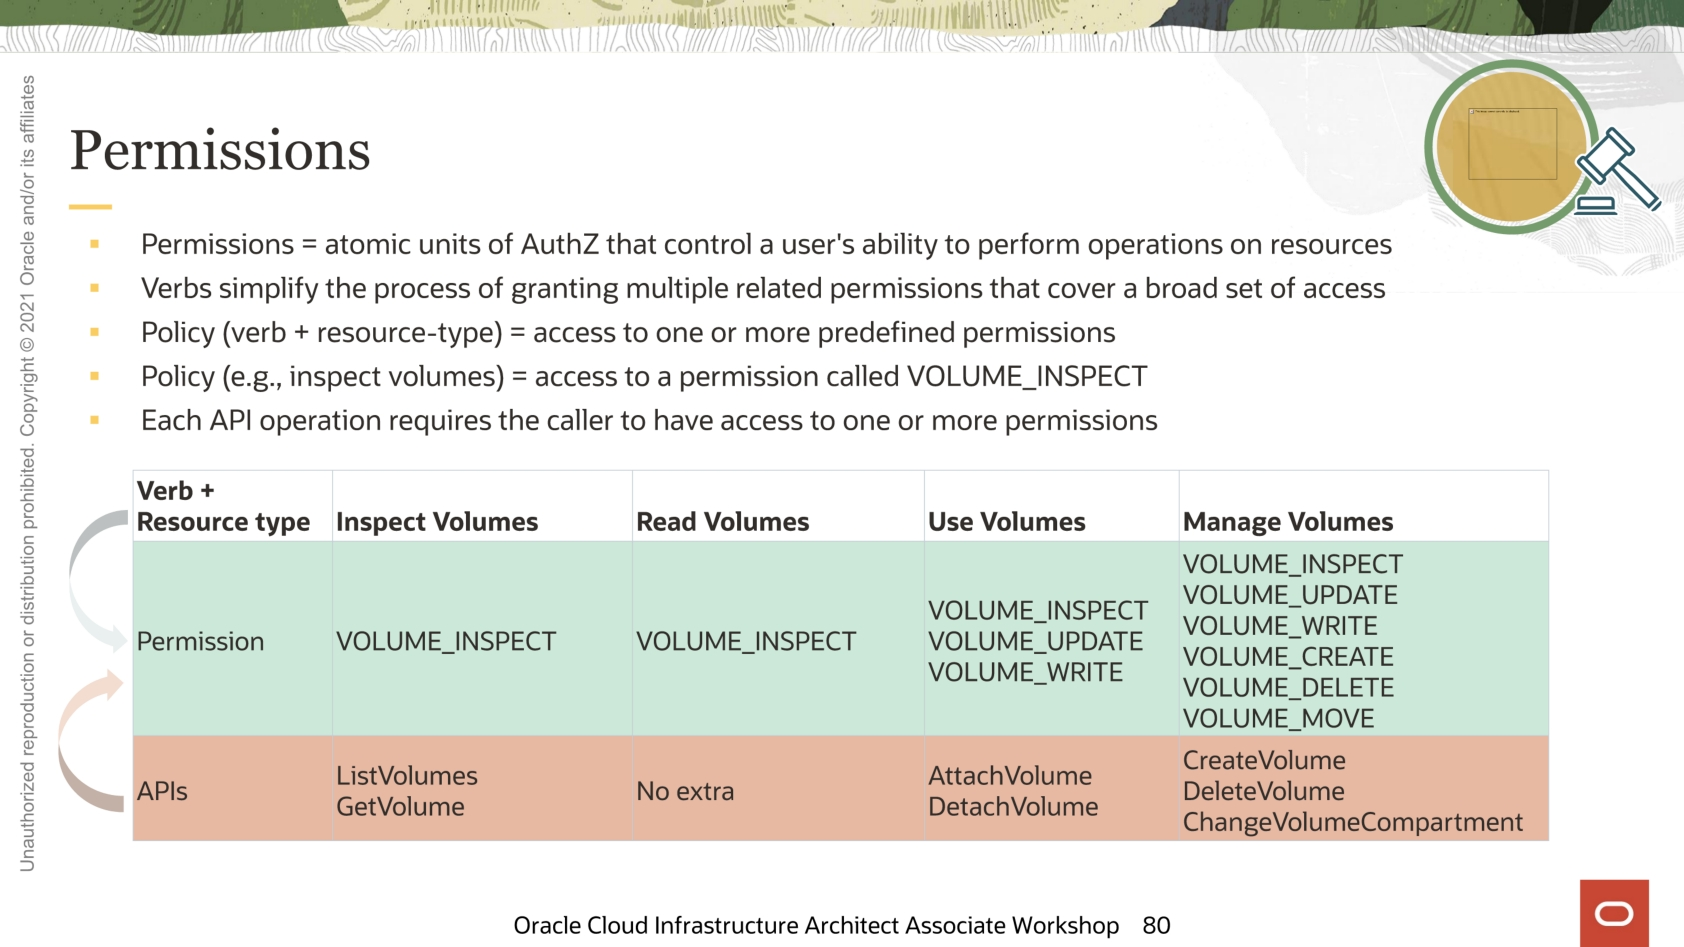 Permissions
Permissions = atomic units of AuthZ that control a user's ability to perform operations on resources
Verbs simplify the process of granting multiple related permissions that cover a broad set of access
Policy (verb + resource-type) = access to one or more predefined permissions
Policy (e.g., inspect volumes) = access to a permission called VOLUME_INSPECT
Each API operation requires the caller to have access to one or more permissions
Verb +
Resource type
Inspect Volumes
Read Volumes
Use Volumes
Manage Volumes
Permission
VOLUME_INSPECT
VOLUME_INSPECT
VOLUME_INSPECT
VOLUME_UPDATE
VOLUME_WRITE
VOLUME_INSPECT
VOLUME_UPDATE
VOLUME_WRITE
VOLUME_CREATE
VOLUME_DELETE
VOLUME_MOVE
APIs
ListVolumes
GetVolume
No extra
AttachVolume
DetachVolume
CreateVolume
DeleteVolume
ChangeVolumeCompartment
Oracle Cloud Infrastructure Architect Associate Workshop 80
Unauthorized reproduction or distribution prohibited. Copyright © 2021 Oracle and/or its affiliates